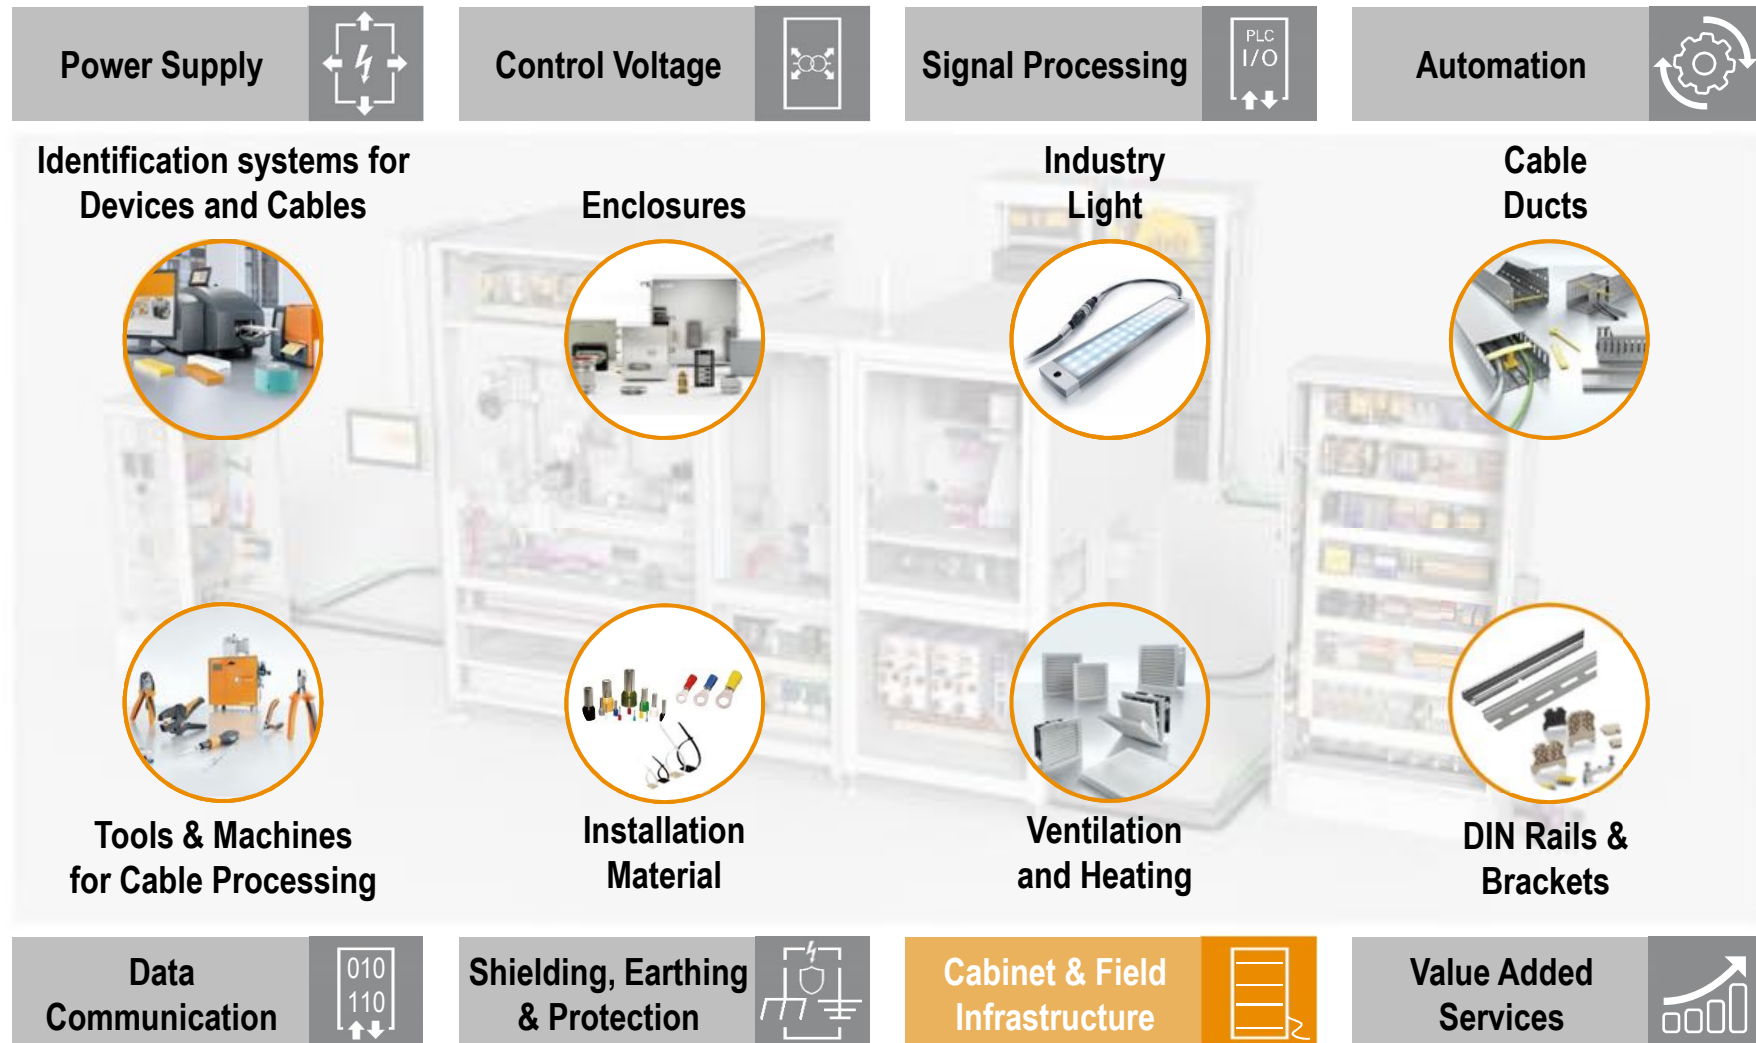 Power Supply
Control Voltage
Signal Processing
PLC
I/O
Automation
Identification systems for
Devices and Cables
Enclosures
Industry
Light
Cable
Ducts
Tools & Machines
for Cable Processing
Installation
Material
Ventilation
and Heating
DIN Rails &
Brackets
Data
Communication
010
110
Shielding, Earthing
& Protection
Cabinet & Field
Infrastructure
Value Added
Services